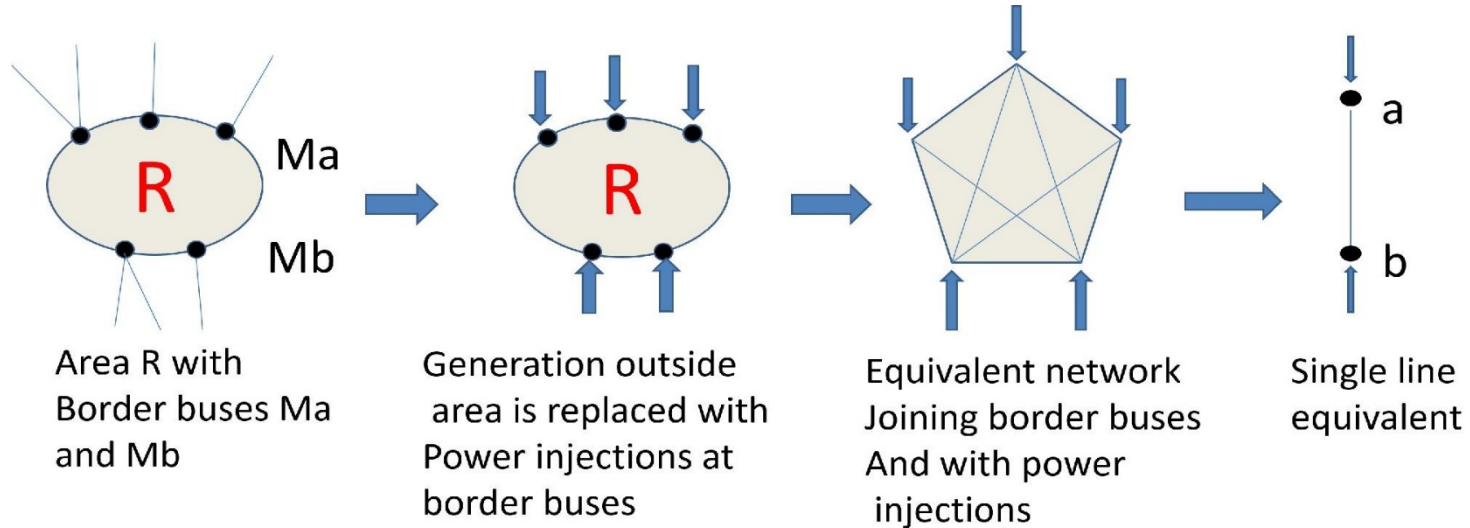 R
Ma
Mb
R
a
b
Area R with
Border buses Ma
and Mb
Generation outside
area is replaced with
Power injections at
border buses
Equivalent network
Joining border buses
And with power
injections
Single line
equivalent